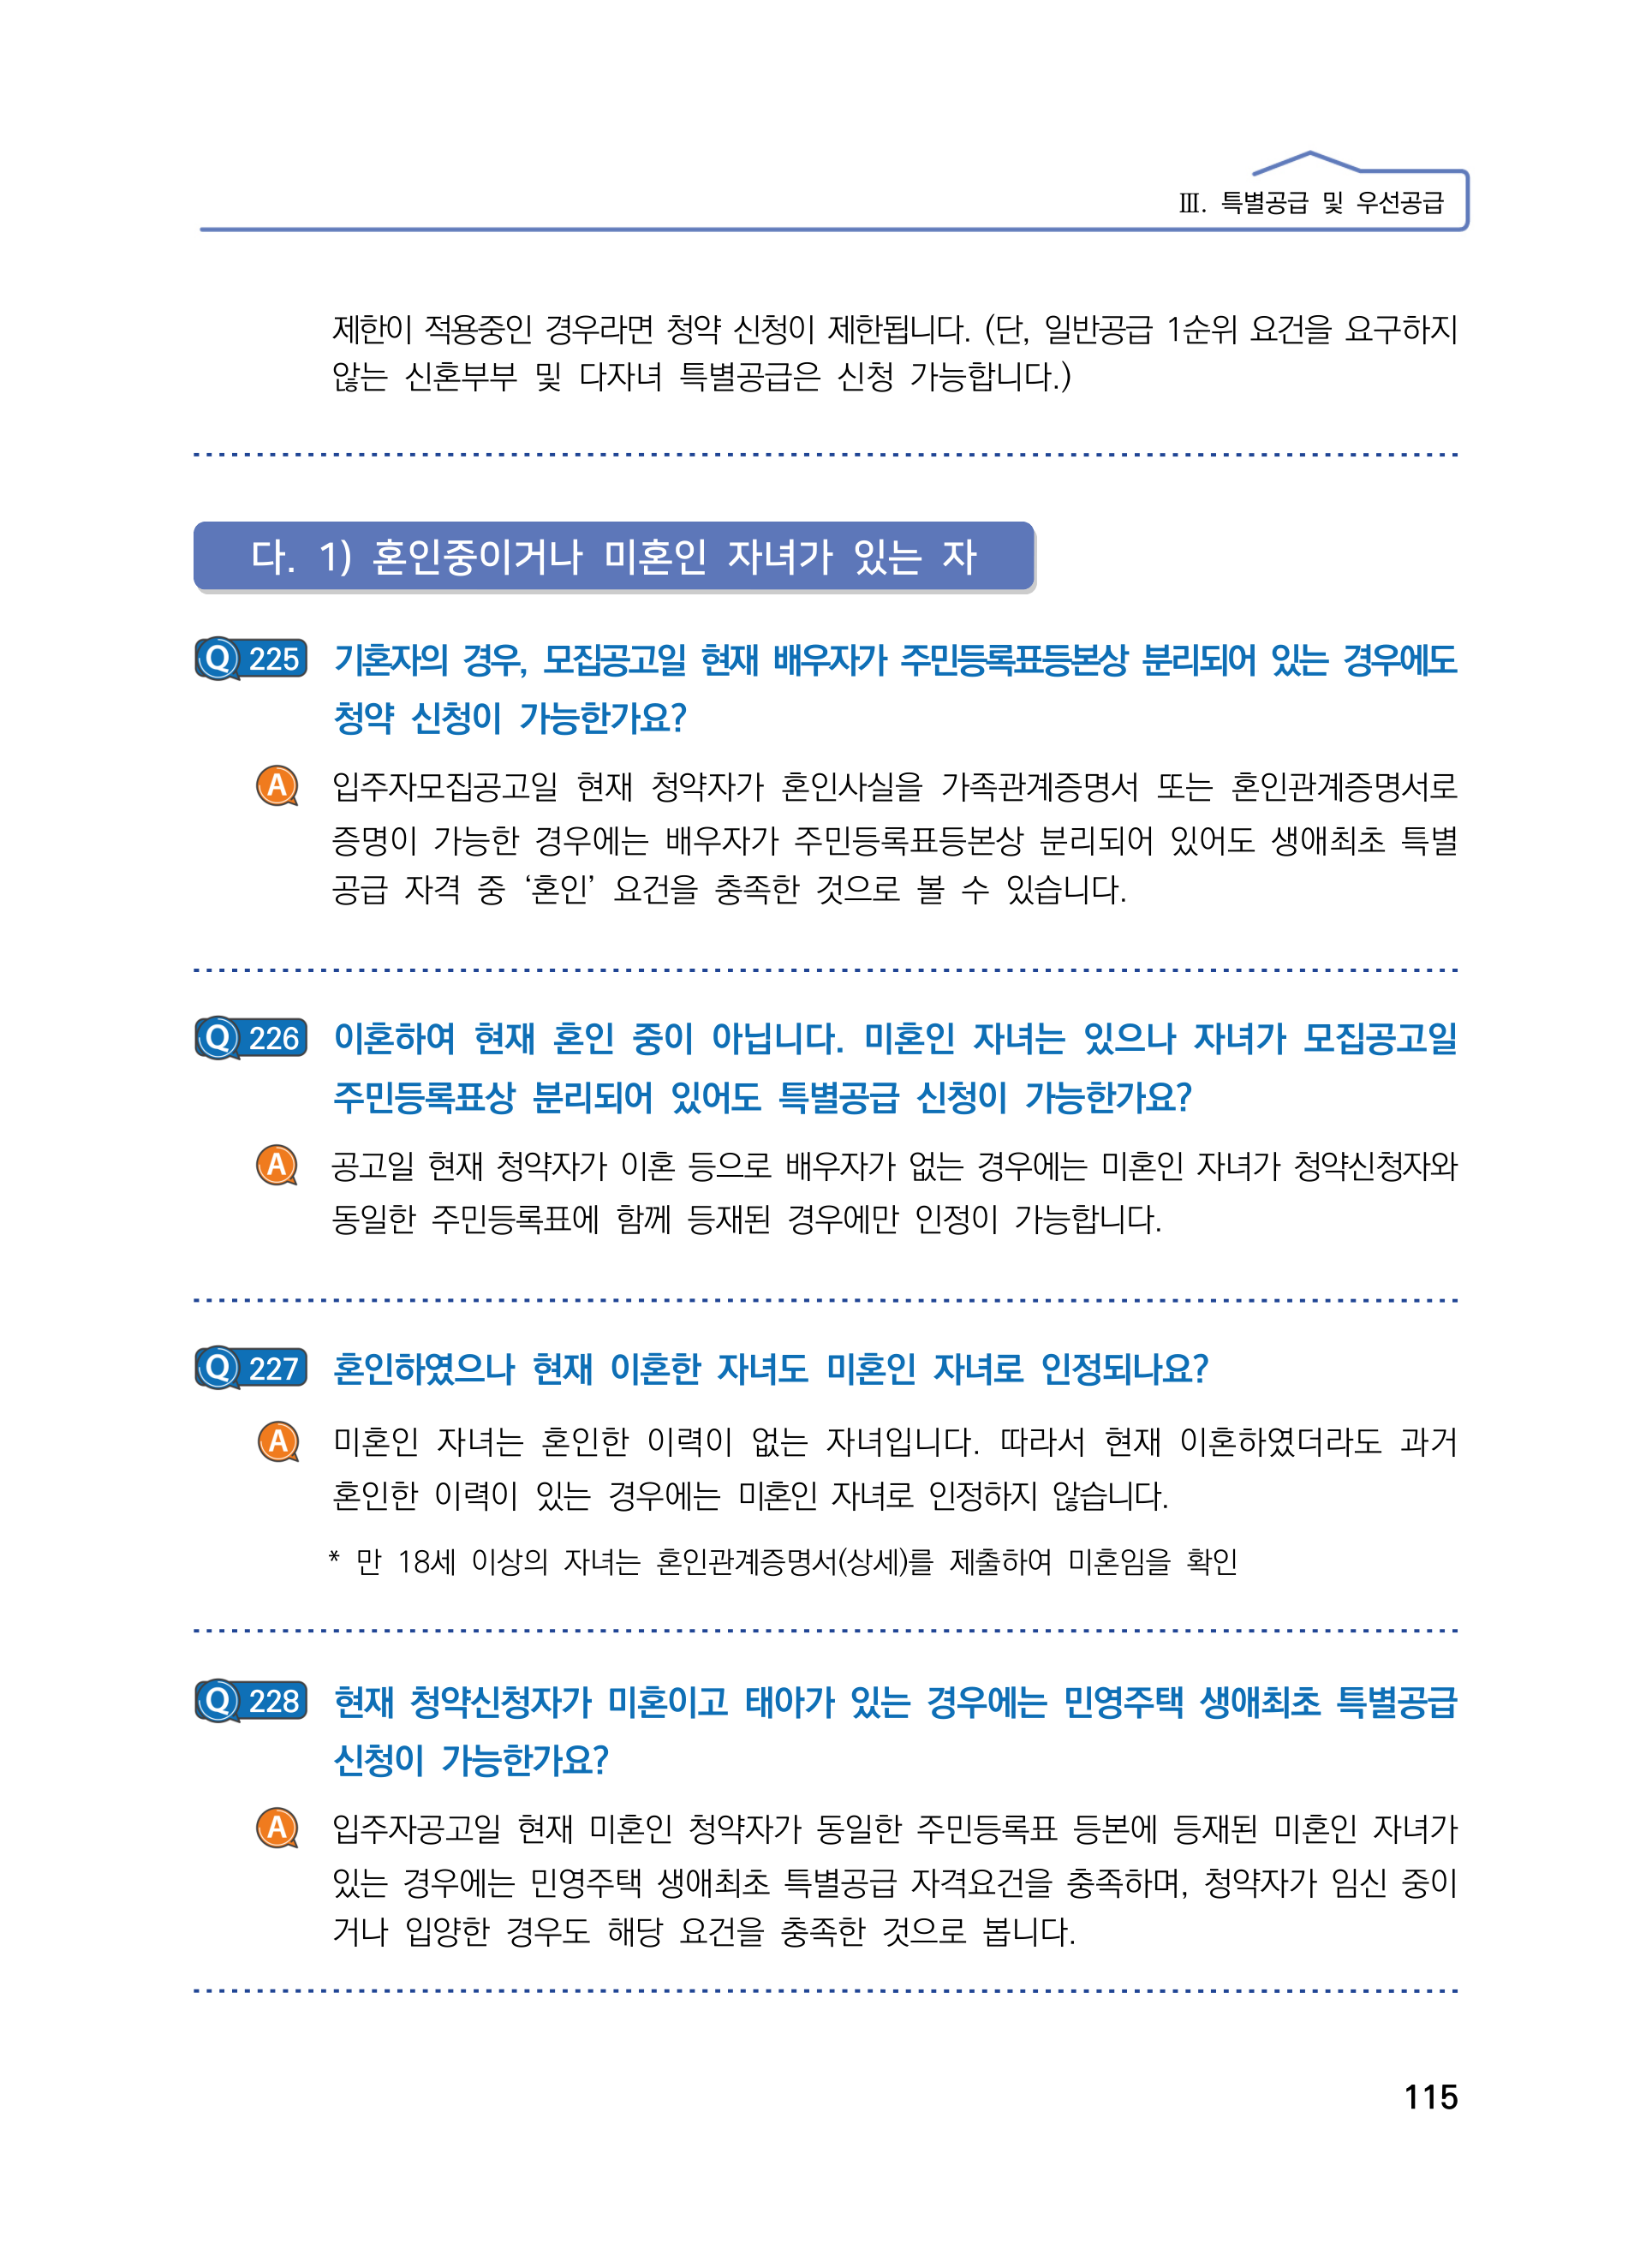 Ⅲ. 특별공급 및 우선공급
제한이 적용중인 경우라면 청약 신청이 제한됩니다. (단, 일반공급 1순위 요건을 요구하지
않는 신혼부부 및 다자녀 특별공급은 신청 가능합니다.)
다. 1) 혼인중이거나 미혼인 자녀가 있는 자
Q 225 기혼자의 경우, 모집공고일 현재 배우자가 주민등록표등본상 분리되어 있는 경우에도
청약 신청이 가능한가요?
A 입주자모집공고일 현재 청약자가 혼인사실을 가족관계증명서 또는 혼인관계증명서로
증명이 가능한 경우에는 배우자가 주민등록표등본상 분리되어 있어도 생애최초 특별
공급 자격 중 ‘혼인’ 요건을 충족한 것으로 볼 수 있습니다.
Q 226 이혼하여 현재 혼인 중이 아닙니다. 미혼인 자녀는 있으나 자녀가 모집공고일
주민등록표상 분리되어 있어도 특별공급 신청이 가능한가요?
A 공고일 현재 청약자가 이혼 등으로 배우자가 없는 경우에는 미혼인 자녀가 청약신청자와
동일한 주민등록표에 함께 등재된 경우에만 인정이 가능합니다.
Q 227 혼인하였으나 현재 이혼한 자녀도 미혼인 자녀로 인정되나요?
A 미혼인 자녀는 혼인한 이력이 없는 자녀입니다. 따라서 현재 이혼하였더라도 과거
혼인한 이력이 있는 경우에는 미혼인 자녀로 인정하지 않습니다.
* 만 18세 이상의 자녀는 혼인관계증명서(상세)를 제출하여 미혼임을 확인
Q 228 현재 청약신청자가 미혼이고 태아가 있는 경우에는 민영주택 생애최초 특별공급
신청이 가능한가요?
A 입주자공고일 현재 미혼인 청약자가 동일한 주민등록표 등본에 등재된 미혼인 자녀가
있는 경우에는 민영주택 생애최초 특별공급 자격요건을 충족하며, 청약자가 임신 중이
거나 입양한 경우도 해당 요건을 충족한 것으로 봅니다.
115